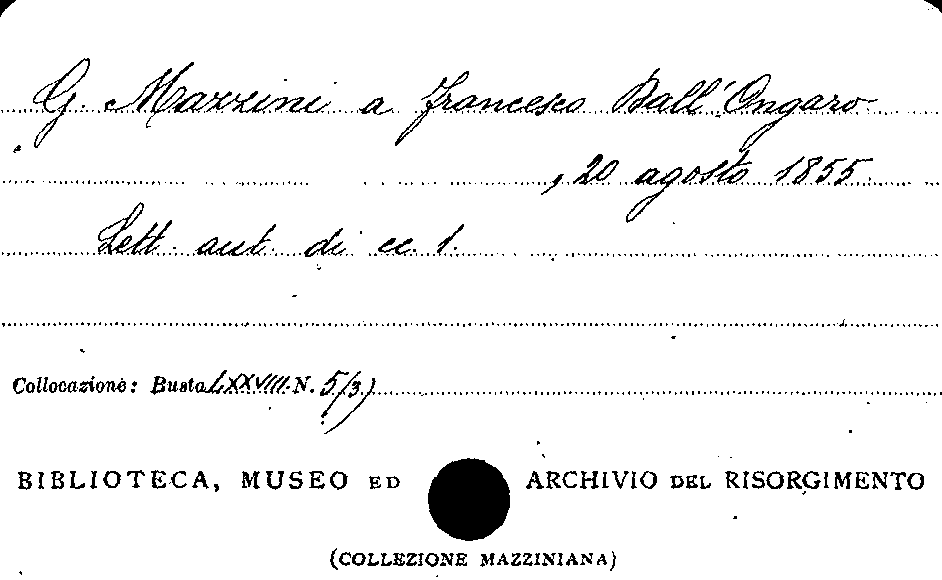 G. Mazzini a Francesco Dall'Ongaro
, 20 agosto 1855.
Lett. aut. di cc. 1.
Collocazione: Busta LXXVIII. N. 5/3)
BIBLIOTECA, MUSEO ED ARCHIVIO DEL RISORGIMENTO
(COLLEZIONE MAZZINIANA)